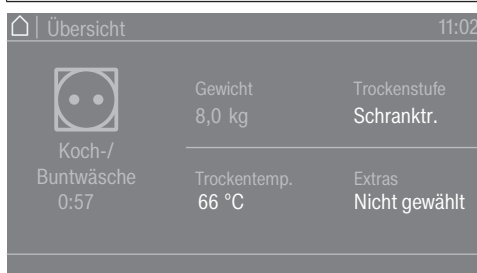 Übersicht
11:02
Koch-/
Buntwäsche
0:57
Gewicht
8,0 kg
Trockenstufe
Schranktr.
Trockentemp.
66 °C
Extras
Nicht gewählt